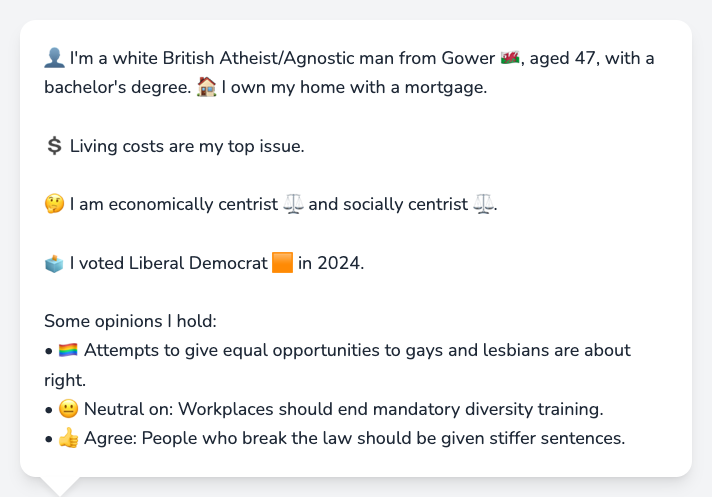 👤 I'm a white British Atheist/Agnostic man from Gower 🏴󠁧󠁢󠁷󠁬󠁳󠁿, aged 47, with a
bachelor's degree. 🏠 I own my home with a mortgage.
💲 Living costs are my top issue.
🤔 I am economically centrist ⚖️ and socially centrist ⚖️.
🗳️ I voted Liberal Democrat 🟧 in 2024.
Some opinions I hold:
• 🏳️‍🌈 Attempts to give equal opportunities to gays and lesbians are about
right.
• 😐 Neutral on: Workplaces should end mandatory diversity training.
• 👍 Agree: People who break the law should be given stiffer sentences.